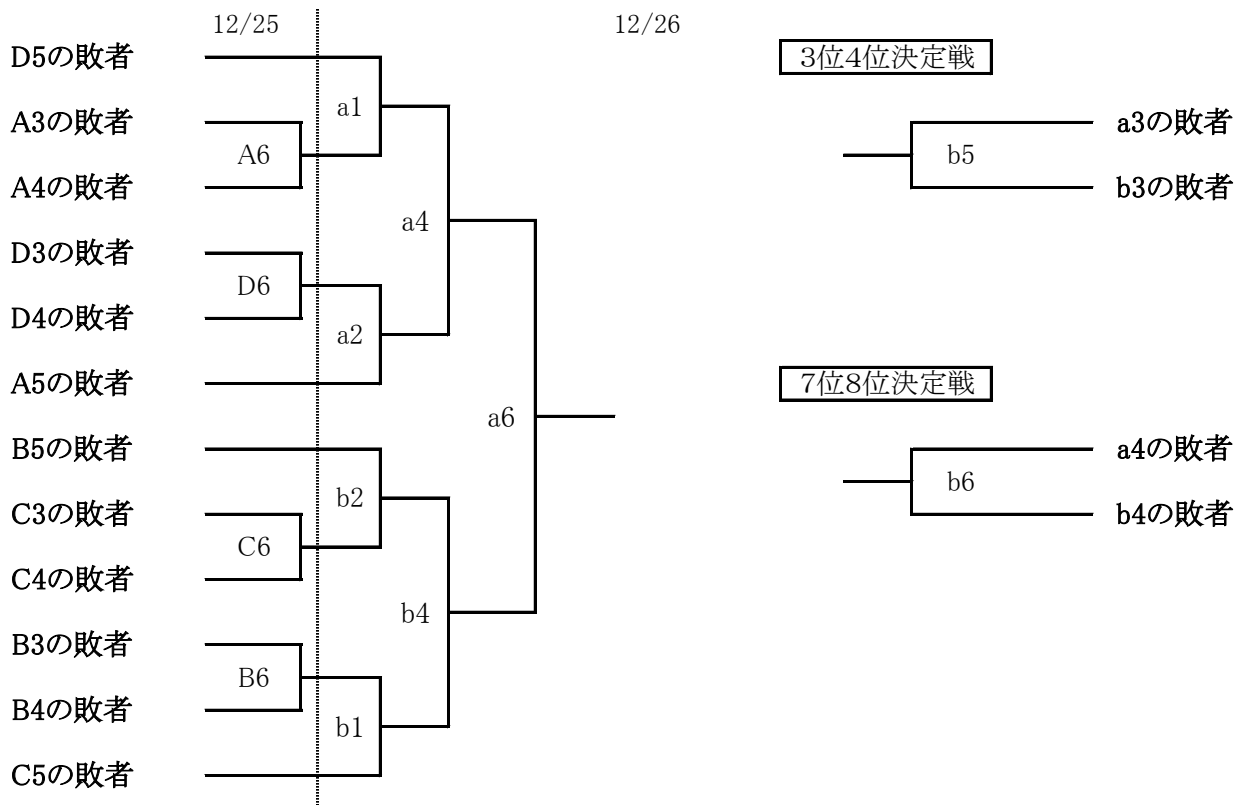 12/25
12/26
D5の敗者
A3の敗者
A4の敗者
D3の敗者
D4の敗者
A5の敗者
B5の敗者
C3の敗者
C4の敗者
B3の敗者
B4の敗者
C5の敗者
A6
D6
C6
B6
a1
a2
b2
b1
a4
b4
a6
3位4位決定戦
a3の敗者
b5
b3の敗者
7位8位決定戦
a4の敗者
b6
b4の敗者